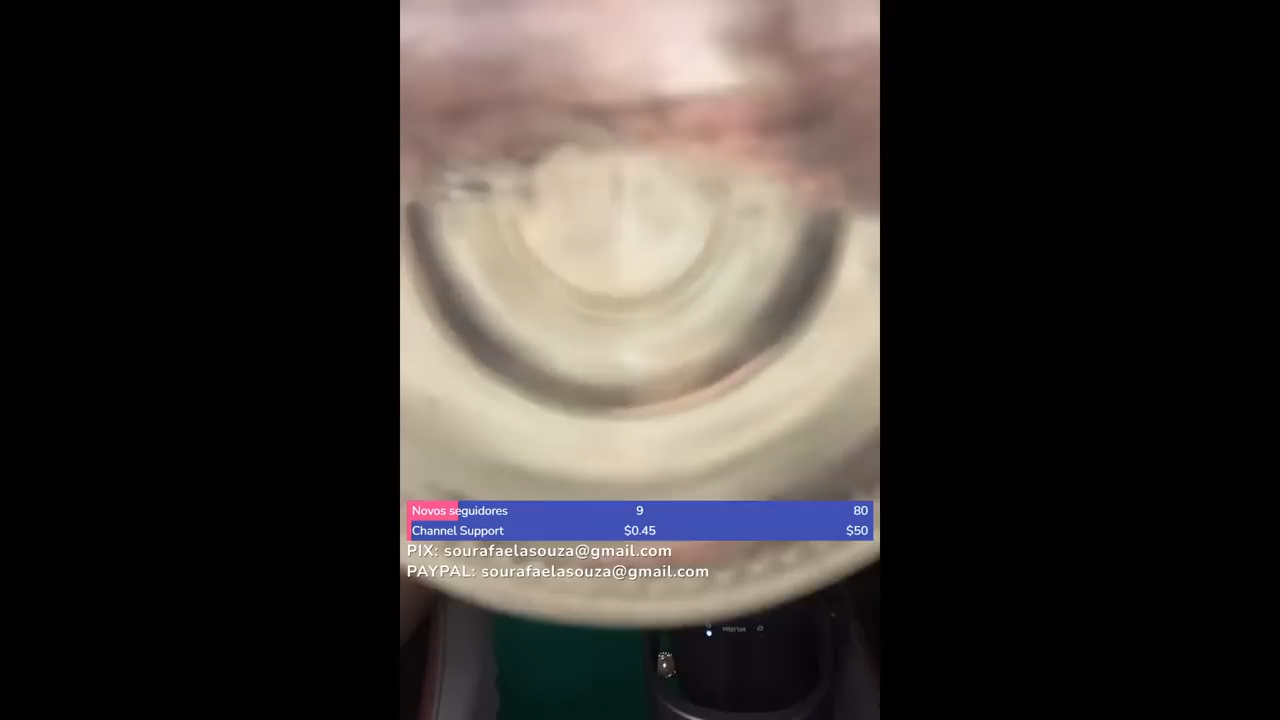 Novos seguidores 9 80
Channel Support $0.45 $50
PIX: sourafaelasouza@gmail.com
PAYPAL: sourafaelasouza@gmail.com